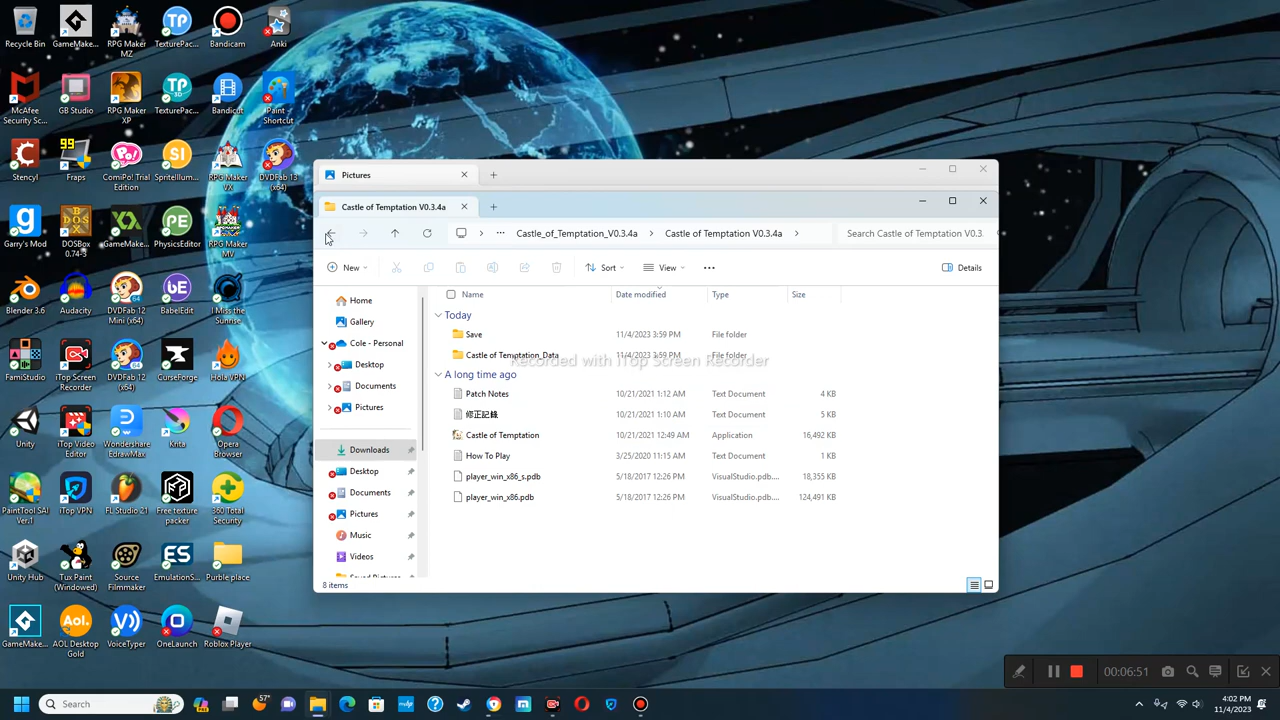 Recycle Bin
GameMake...
RPG Maker MZ
TexturePac...
Bandicam
Anki
McAfee Security Sc...
GB Studio
RPG Maker XP
TexturePac...
Bandicut
Paint - Shortcut
Stencyl
99
Fraps
ComiPo! Trial Edition
SpriteIllum...
RPG Maker VX
DVDFab 13 (x64)
Garry's Mod
DOSBox 0.74-3
GameMake...
PhysicsEditor
RPG Maker MV
Blender 3.6
Audacity
DVDFab 12 Mini (x64)
BabelEdit
I Miss the Sunrise
FamiStudio
iTop Screen Recorder
DVDFab 12 (x64)
CurseForge
Hola VPN
Unity
iTop Video Editor
Wondershare EdrawMax
Krita
Opera Browser
PaintTool SAI Ver.1
iTop VPN
FL Studio 21
Free texture packer
360 Total Security
Unity Hub
Tux Paint (Windowed)
Source Filmmaker
EmulationS...
Purble place
GameMake...
AOL Desktop Gold
VoiceTyper
OneLaunch
Roblox Player
Pictures
Castle of Temptation V0.3.4a
Castle_of_Temptation_V0.3.4a
Castle of Temptation V0.3.4a
Search Castle of Temptation V0.3.
New
Sort
View
Details
Home
Gallery
Cole - Personal
Desktop
Documents
Pictures
Downloads
Desktop
Documents
Pictures
Music
Videos
Saved Pictures
Name Date modified Type Size
Today
Save 11/4/2023 3:59 PM File folder
Castle of Temptation_Data 11/4/2023 3:59 PM File folder
Recorded with iTop Screen Recorder
A long time ago
Patch Notes 10/21/2021 1:12 AM Text Document 4 KB
修正記錄 10/21/2021 1:10 AM Text Document 5 KB
Castle of Temptation 10/21/2021 12:49 AM Application 16,492 KB
How To Play 3/25/2020 11:15 AM Text Document 1 KB
player_win_x86_s.pdb 5/18/2017 12:26 PM VisualStudio.pdb.... 18,355 KB
player_win_x86.pdb 5/18/2017 12:26 PM VisualStudio.pdb.... 124,491 KB
8 items
00:06:51
Search
57°
4:02 PM
11/4/2023